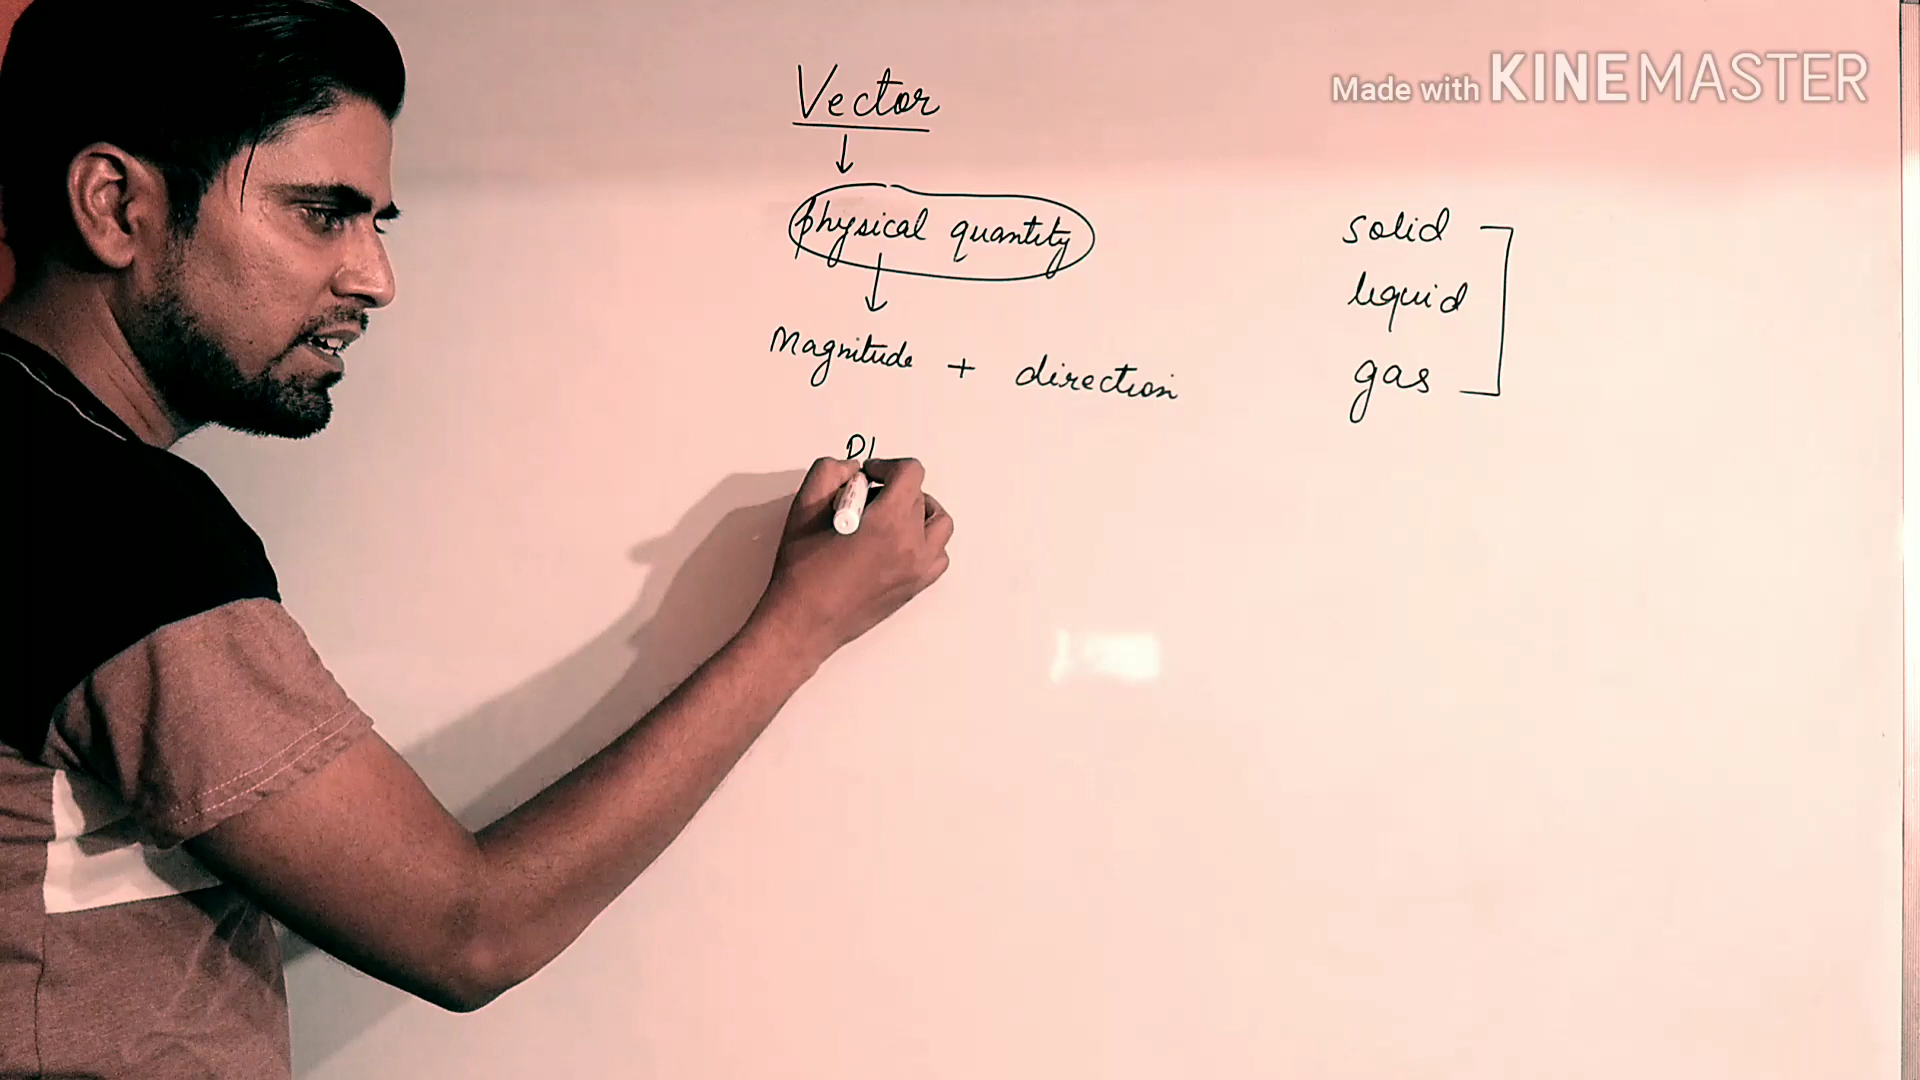 Made with KINEMASTER
Vector
physical quantity
Magnitude + direction
solid
liquid
gas